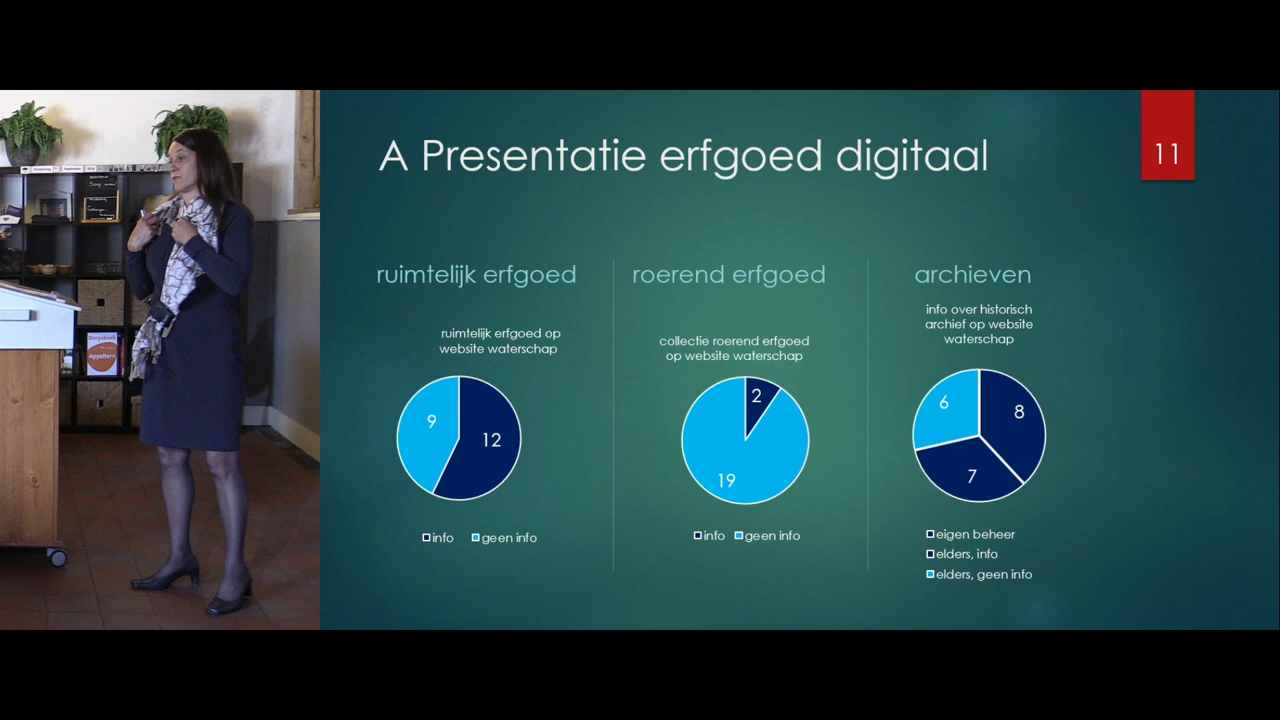 A Presentatie erfgoed digitaal
11
ruimtelijk erfgoed
ruimtelijk erfgoed op
website waterschap
9
12
info
geen info
roerend erfgoed
collectie roerend erfgoed
op website waterschap
2
19
info
geen info
archieven
info over historisch
archief op website
waterschap
6
8
7
eigen beheer
elders, info
elders, geen info
Dorpsboek
Appeltern